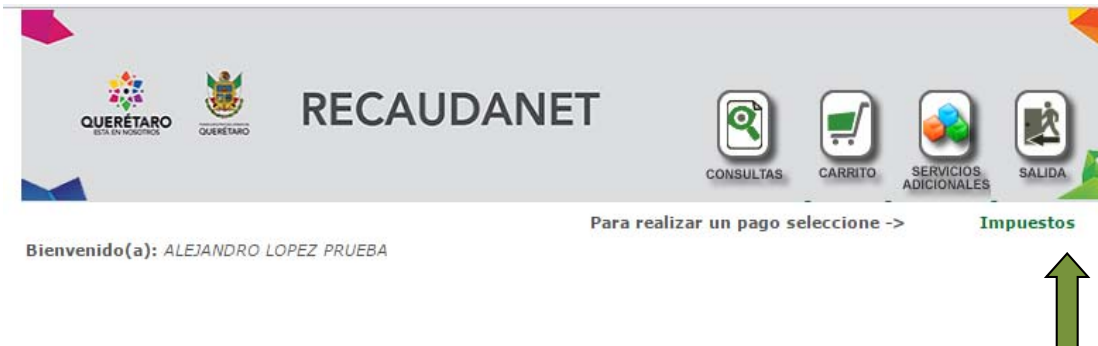 QUERÉTARO
ESTÁ EN NOSOTROS
QUERÉTARO
RECAUDANET
CONSULTAS
CARRITO
SERVICIOS
ADICIONALES
SALIDA
Para realizar un pago seleccione -> Impuestos
Bienvenido(a): ALEJANDRO LOPEZ PRUEBA